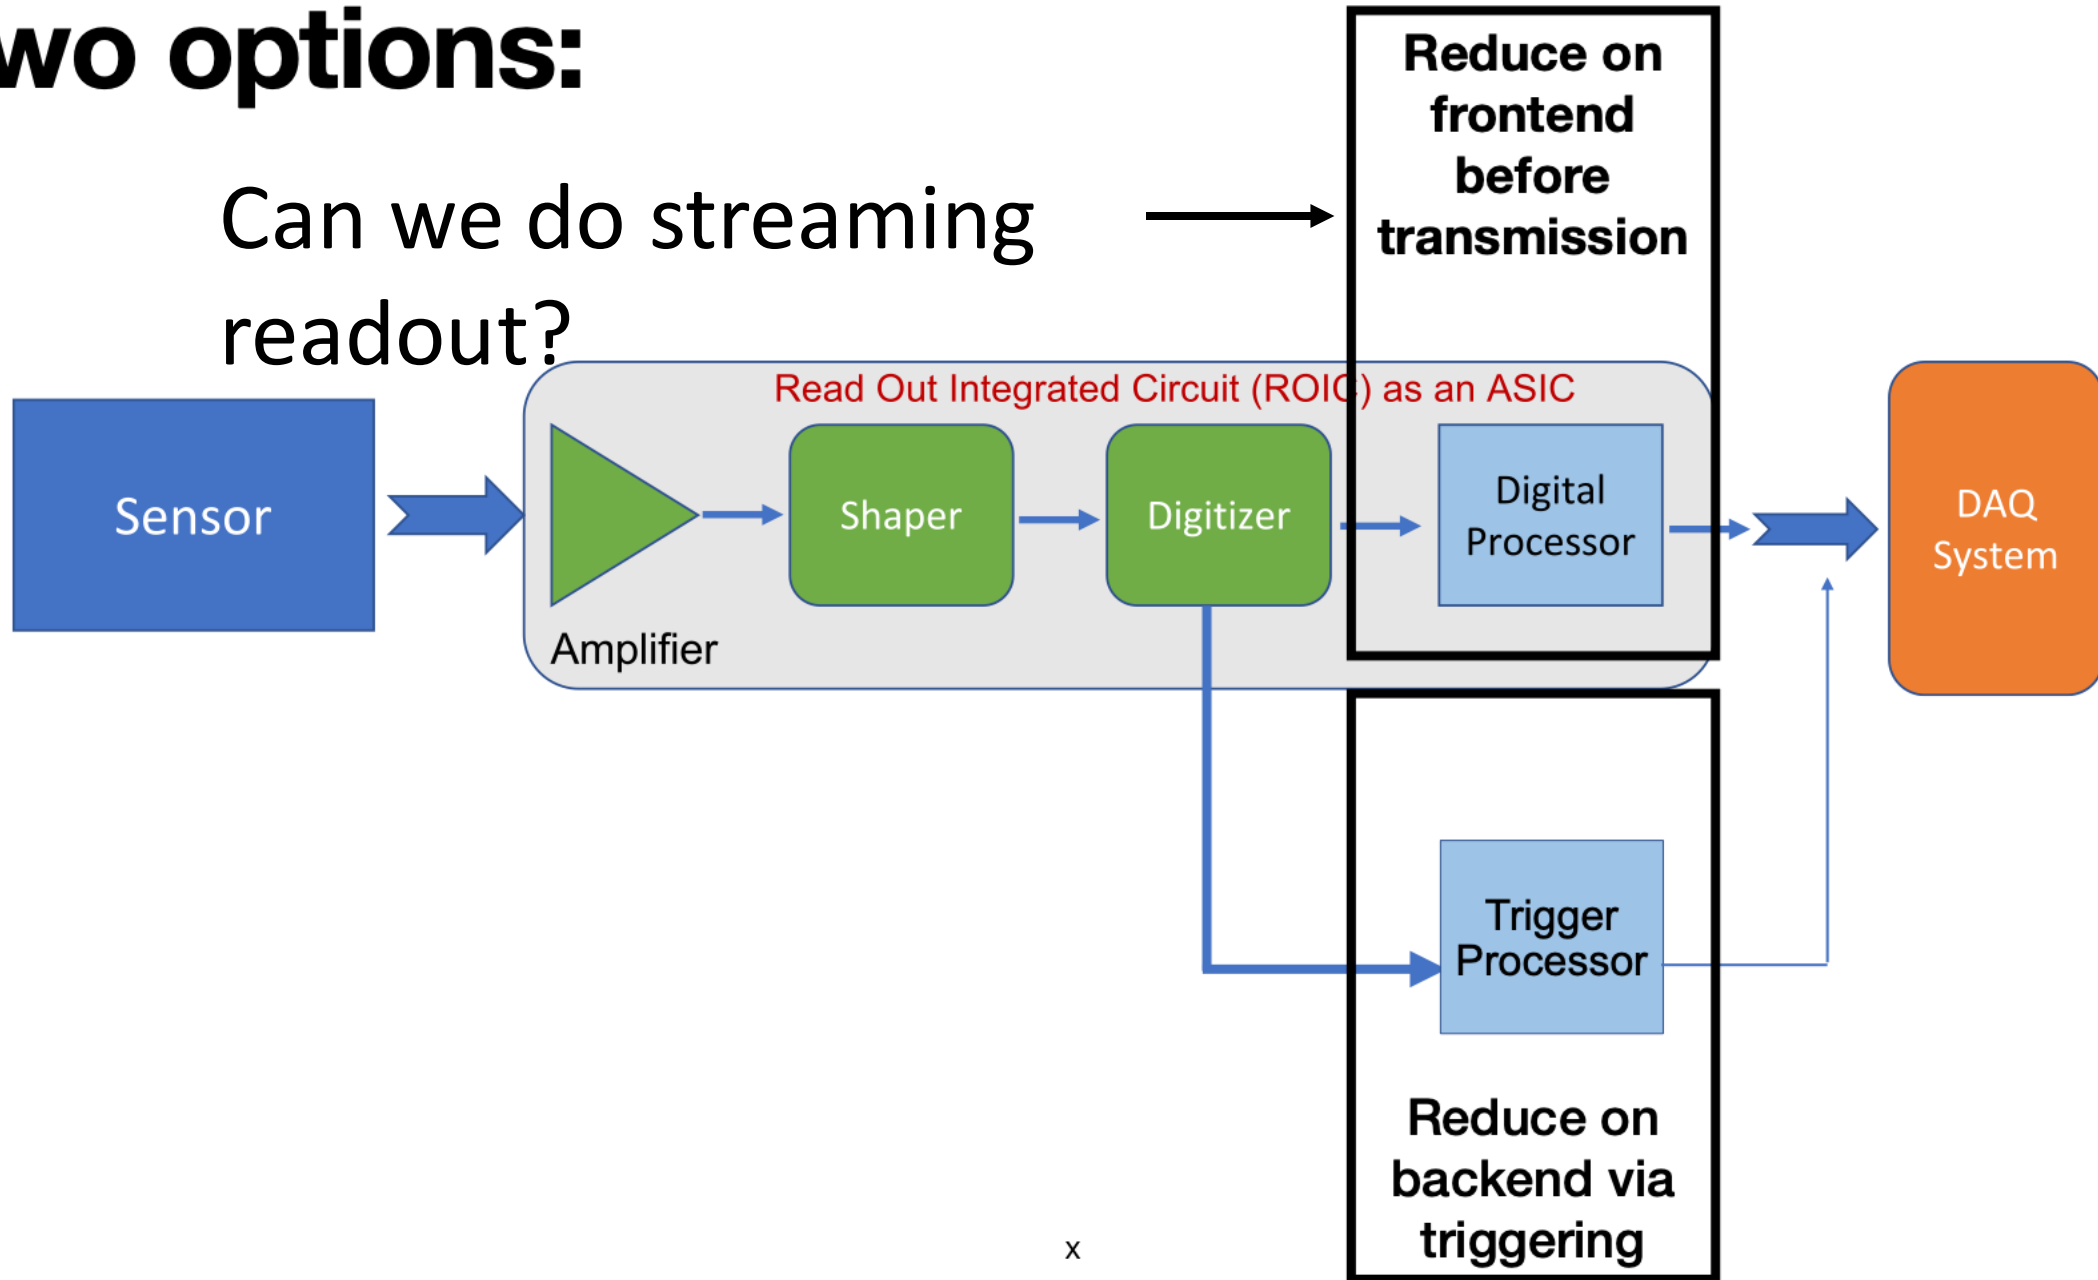 wo options:
Can we do streaming
readout?
Reduce on
frontend
before
transmission
Read Out Integrated Circuit (ROIC) as an ASIC
Sensor
Amplifier
Shaper
Digitizer
Digital
Processor
DAQ
System
Trigger
Processor
Reduce on
backend via
triggering
x